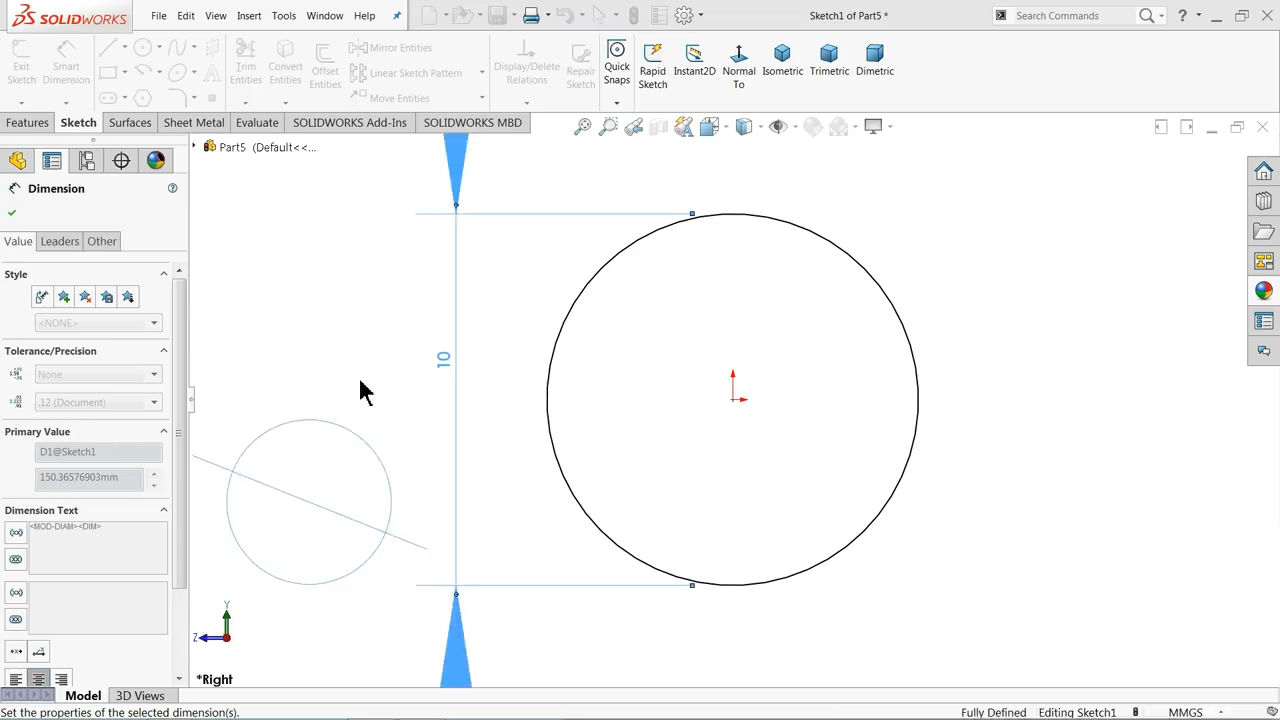 SOLIDWORKS File Edit View Insert Tools Window Help Sketch1 of Part5 * Search Commands ?
Exit Sketch Smart Dimension Trim Entities Convert Entities Offset Entities Mirror Entities Linear Sketch Pattern Move Entities Display/Delete Relations Repair Sketch Quick Snaps Rapid Sketch Instant2D Normal To Isometric Trimetric Dimetric
Features Sketch Surfaces Sheet Metal Evaluate SOLIDWORKS Add-Ins SOLIDWORKS MBD
Part5 (Default<<...
Dimension
Value Leaders Other
Style
<NONE>
Tolerance/Precision
None
.12 (Document)
Primary Value
D1@Sketch1
150.36576903mm
Dimension Text
<MOD-DIAM><DIM>
10
Y
Z
*Right
Model 3D Views
Set the properties of the selected dimension(s). Fully Defined Editing Sketch1 MMGS